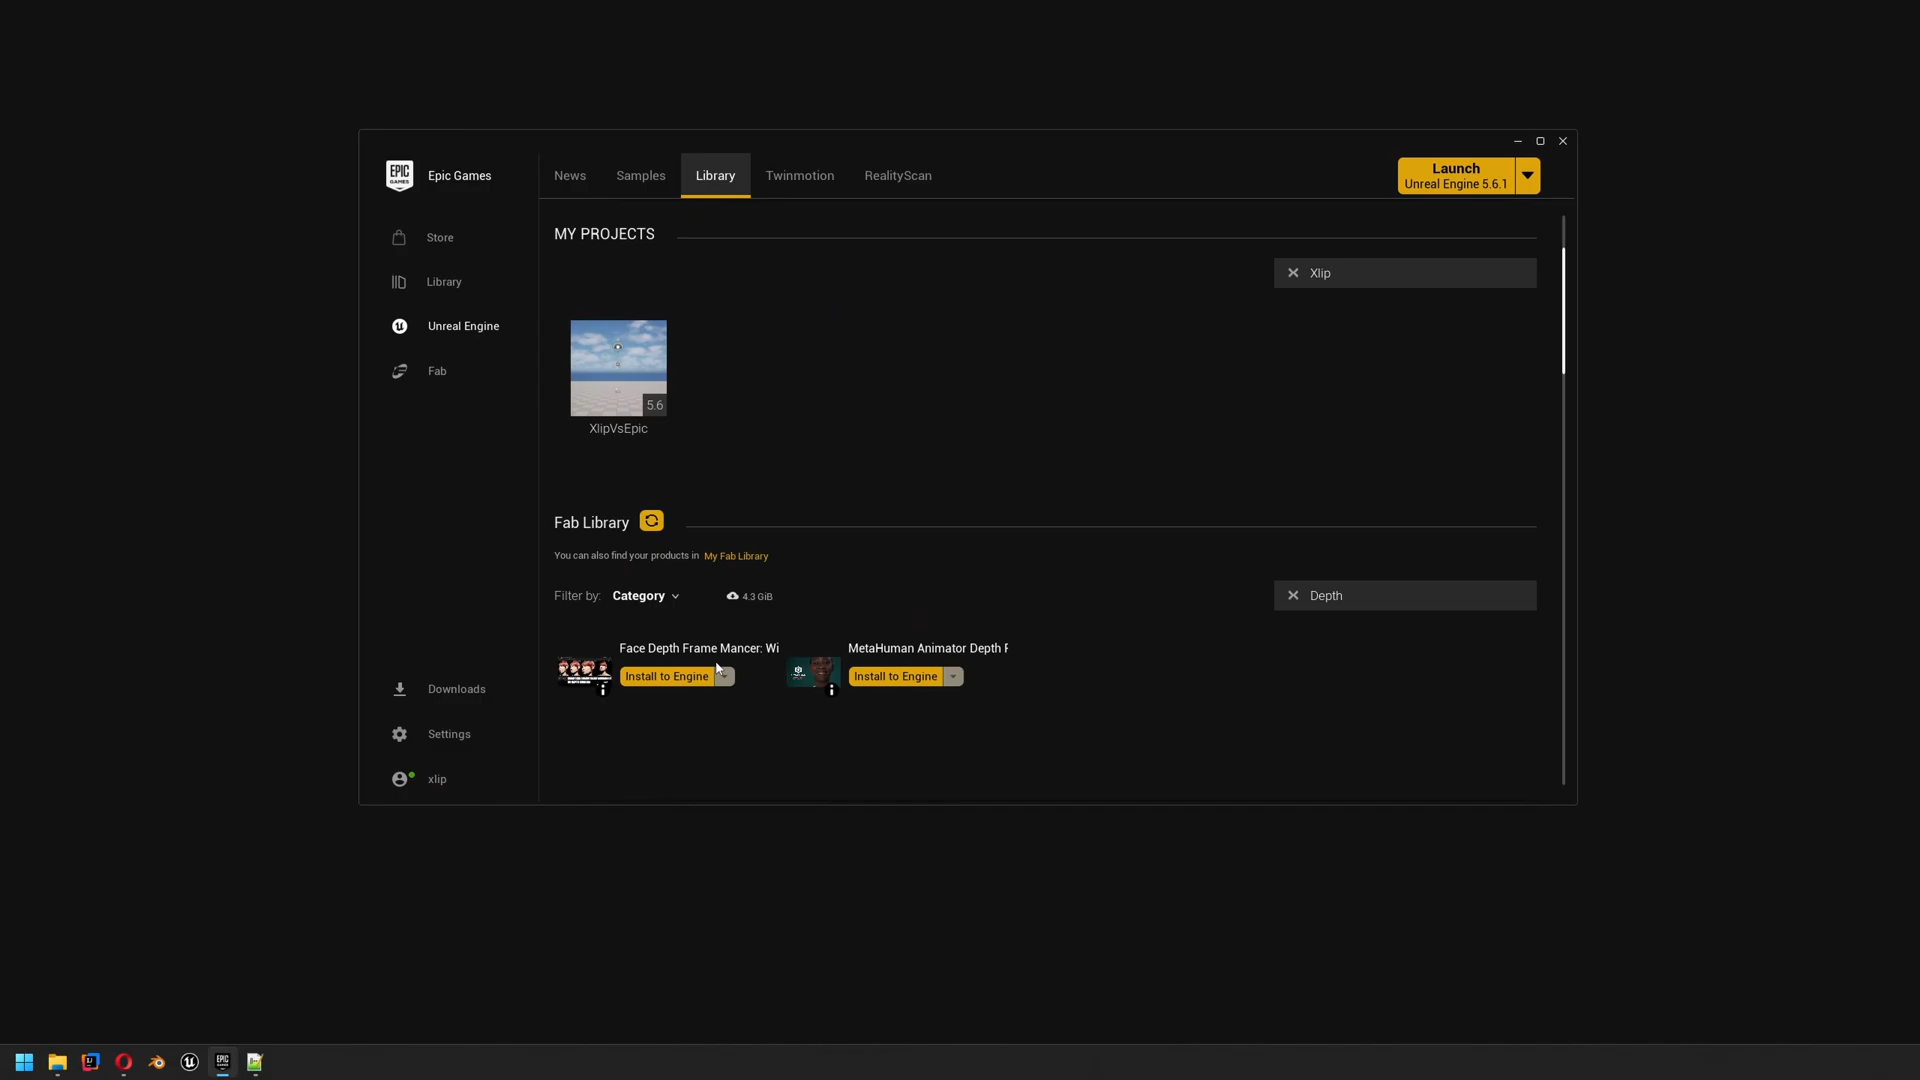 EPIC
GAMES
Epic Games
News
Samples
Library
Twinmotion
RealityScan
Launch
Unreal Engine 5.6.1
Store
Library
Unreal Engine
Fab
Downloads
Settings
xlip
MY PROJECTS
Xlip
5.6
XlipVsEpic
Fab Library
You can also find your products in My Fab Library
Filter by: Category
4.3 GiB
Depth
Face Depth Frame Mancer: Wi
Install to Engine
MetaHuman Animator Depth
Install to Engine
EPIC
GAMES